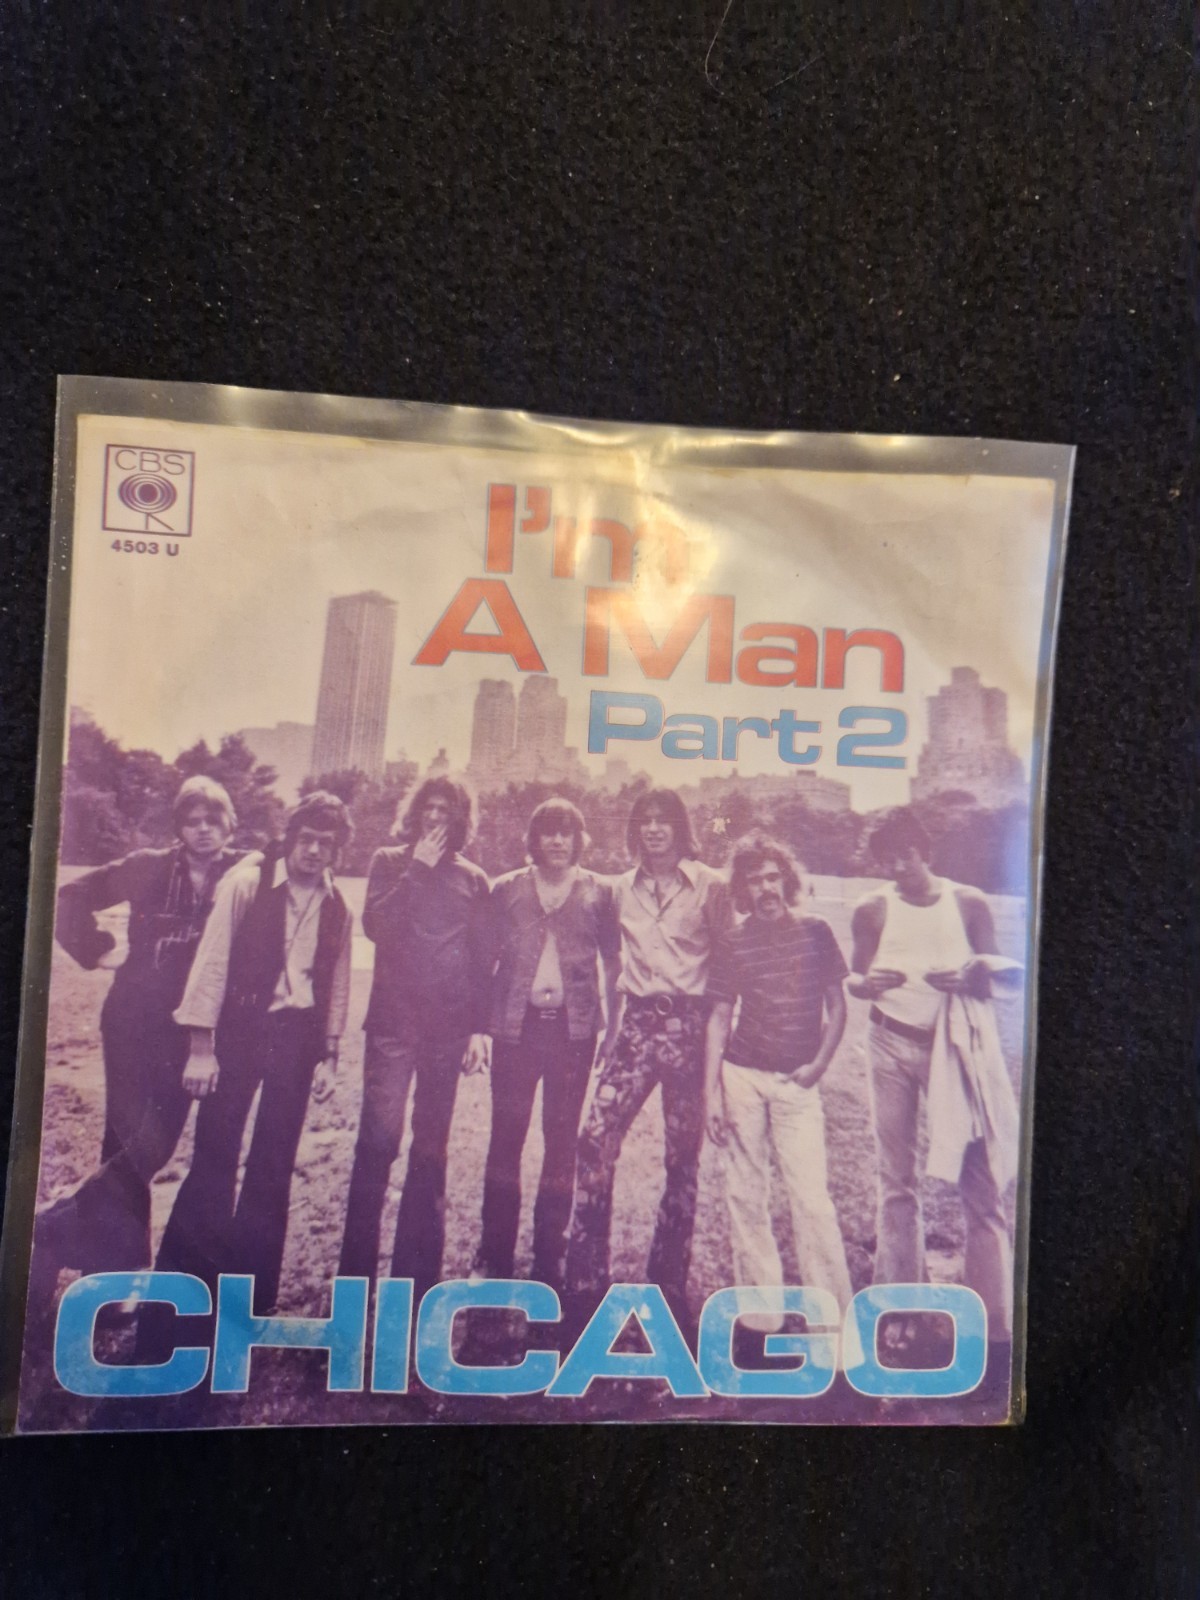 CBS
4503 U
I'm
A Man
Part 2
CHICAGO